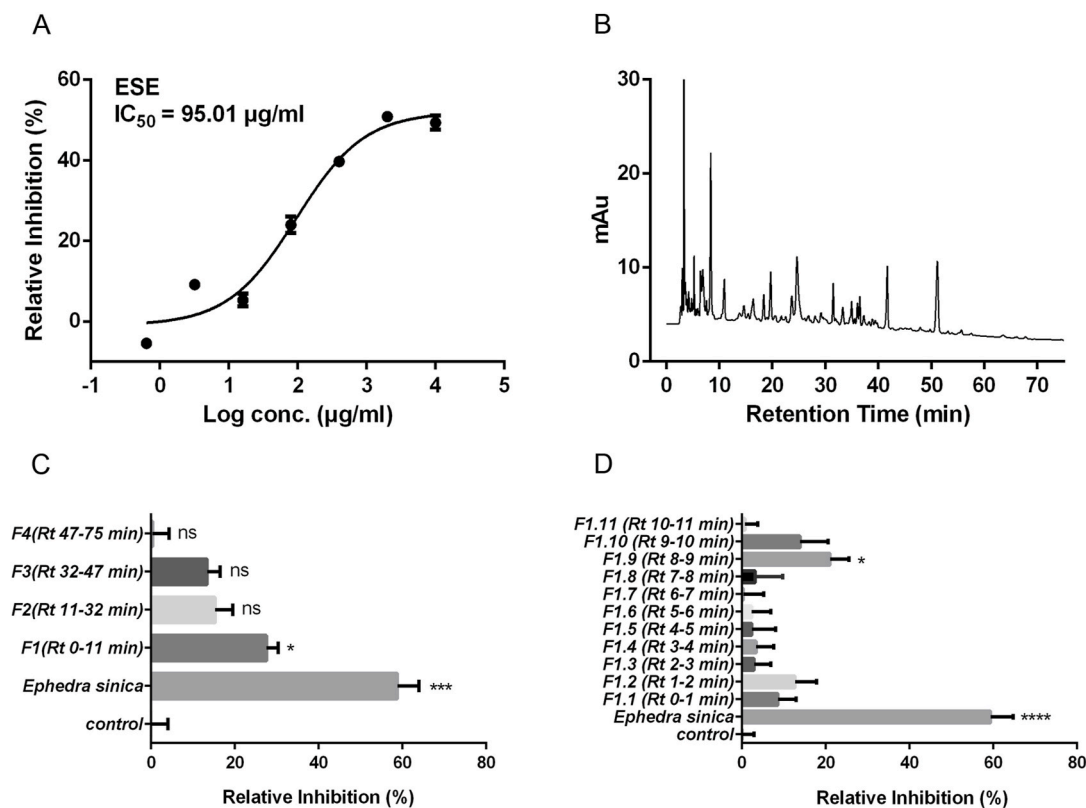 A
ESE
IC50 = 95.01 µg/ml
Relative Inhibition (%)
60
40
20
0
-1
0
1
2
3
4
5
Log conc. (µg/ml)
B
mAu
30
20
10
0
0
10
20
30
40
50
60
70
Retention Time (min)
C
F4(Rt 47-75 min)
ns
F3(Rt 32-47 min)
ns
F2(Rt 11-32 min)
ns
F1(Rt 0-11 min)
*
Ephedra sinica
***
control
0
20
40
60
80
Relative Inhibition (%)
D
F1.11 (Rt 10-11 min)
F1.10 (Rt 9-10 min)
F1.9 (Rt 8-9 min)
*
F1.8 (Rt 7-8 min)
F1.7 (Rt 6-7 min)
F1.6 (Rt 5-6 min)
F1.5 (Rt 4-5 min)
F1.4 (Rt 3-4 min)
F1.3 (Rt 2-3 min)
F1.2 (Rt 1-2 min)
F1.1 (Rt 0-1 min)
Ephedra sinica
****
control
0
20
40
60
80
Relative Inhibition (%)